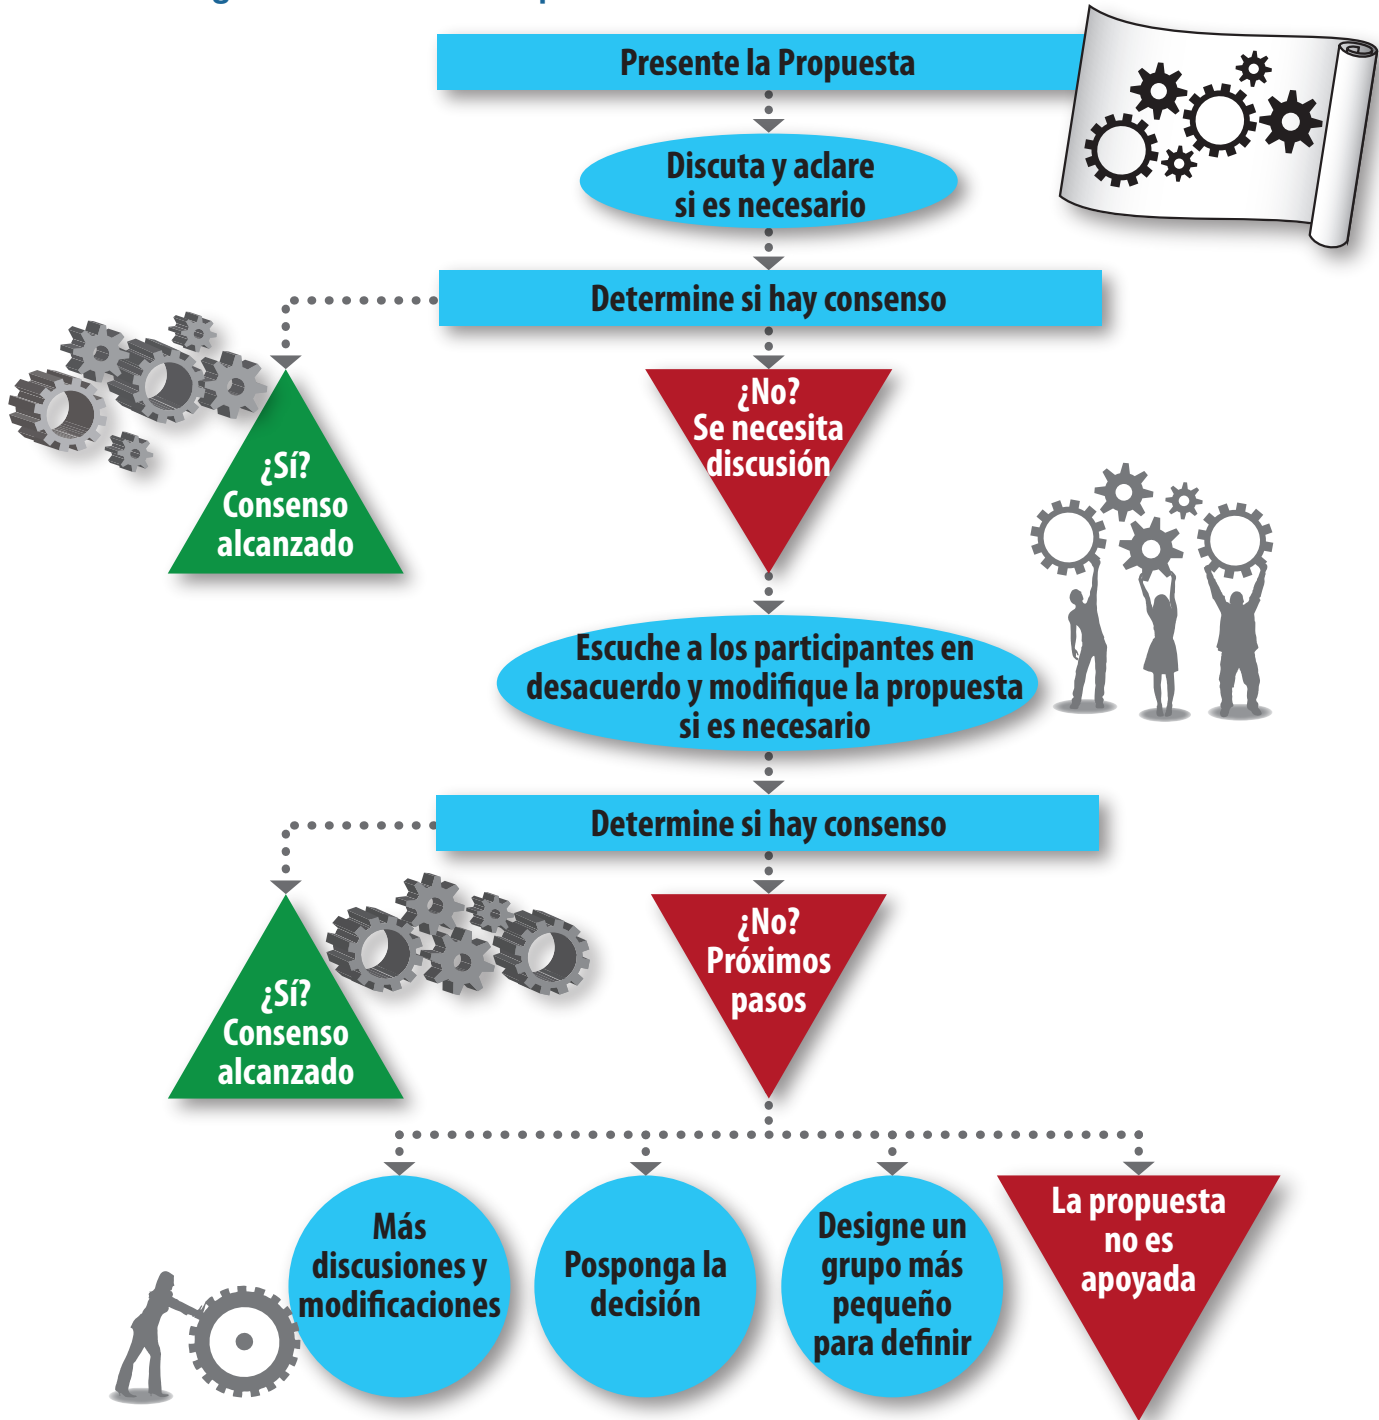 Presente la Propuesta
Discuta y aclare
si es necesario
Determine si hay consenso
¿No?
Se necesita
discusión
¿Sí?
Consenso
alcanzado
Escuche a los participantes en
desacuerdo y modifique la propuesta
si es necesario
Determine si hay consenso
¿No?
Próximos
pasos
¿Sí?
Consenso
alcanzado
Más
discusiones y
modificaciones
Posponga la
decisión
Designe un
grupo más
pequeño
para definir
La propuesta
no es
apoyada